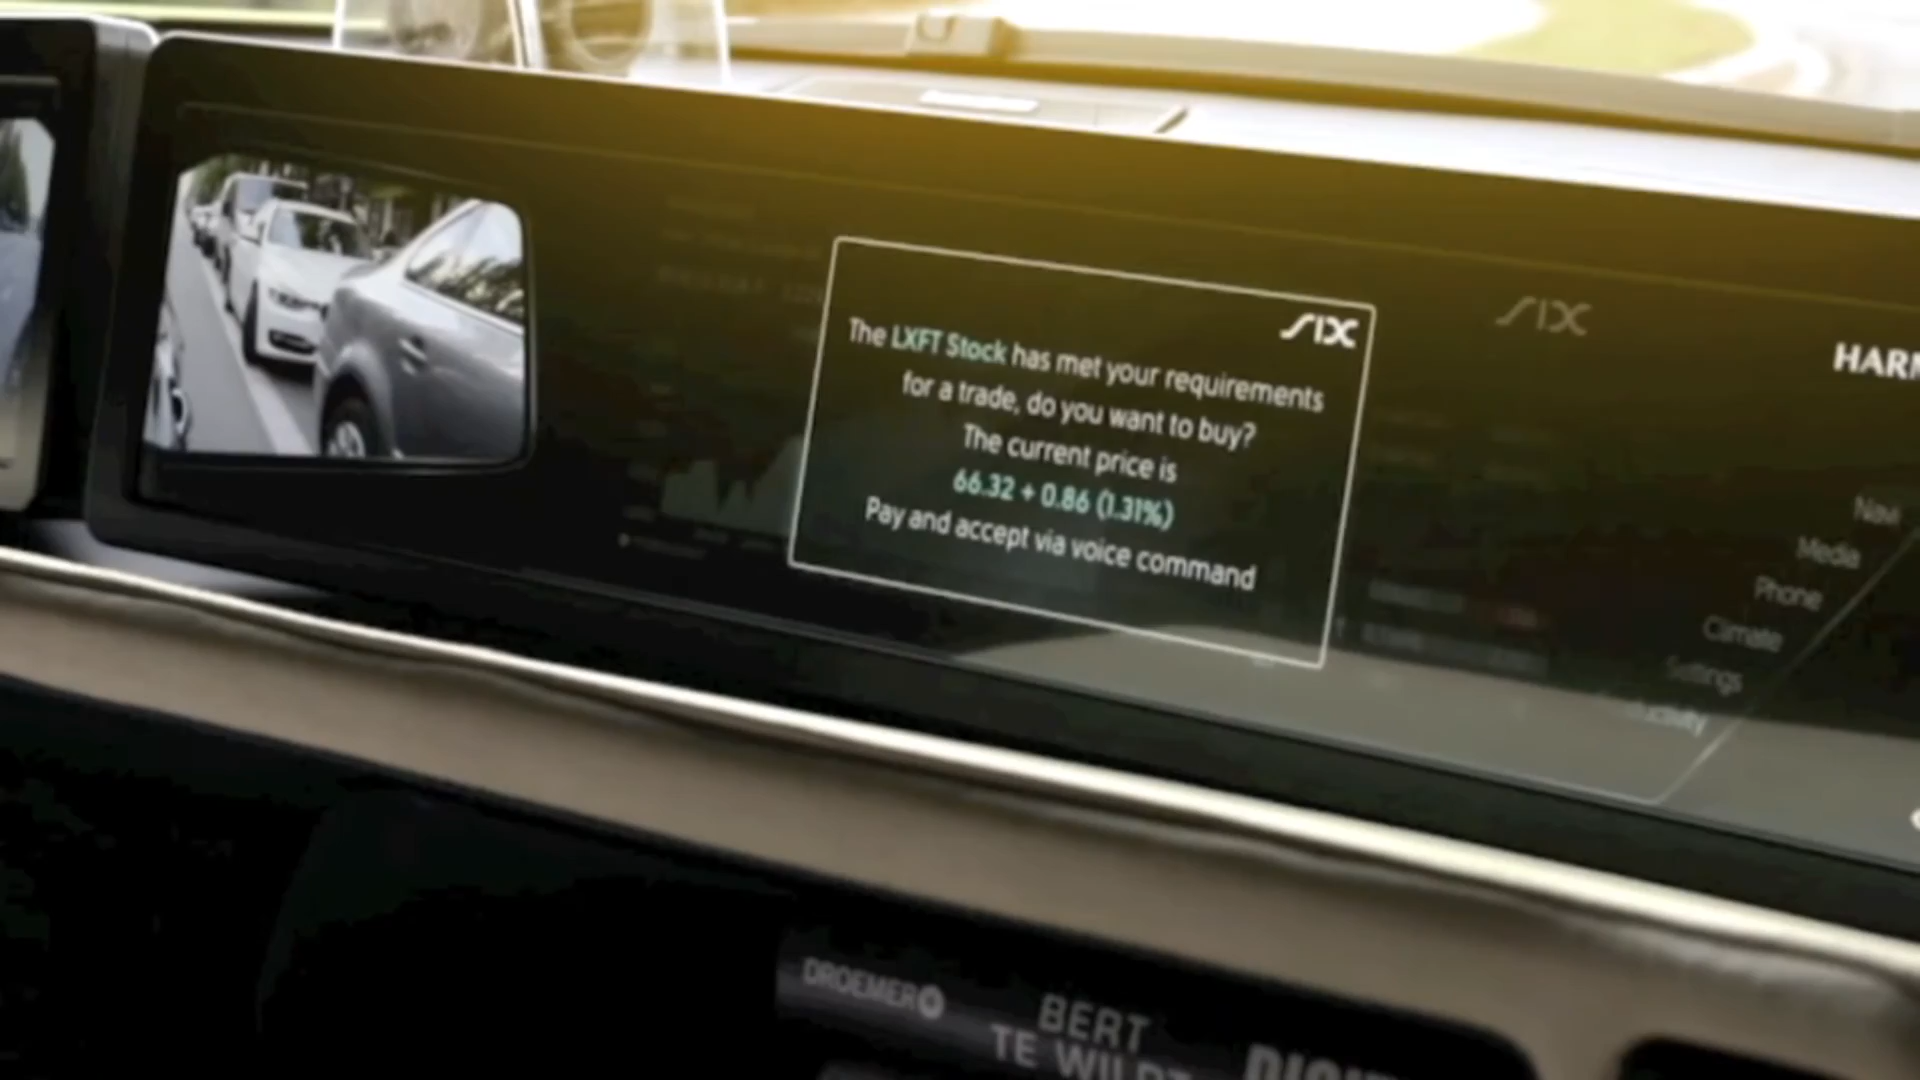 SIX
The LXFT Stock has met your requirements
for a trade, do you want to buy?
The current price is
66.32 + 0.86 (1.31%)
Pay and accept via voice command
SIX
Navi
Media
Phone
Climate
Settings
DROEMER
BERT
TE WILDT